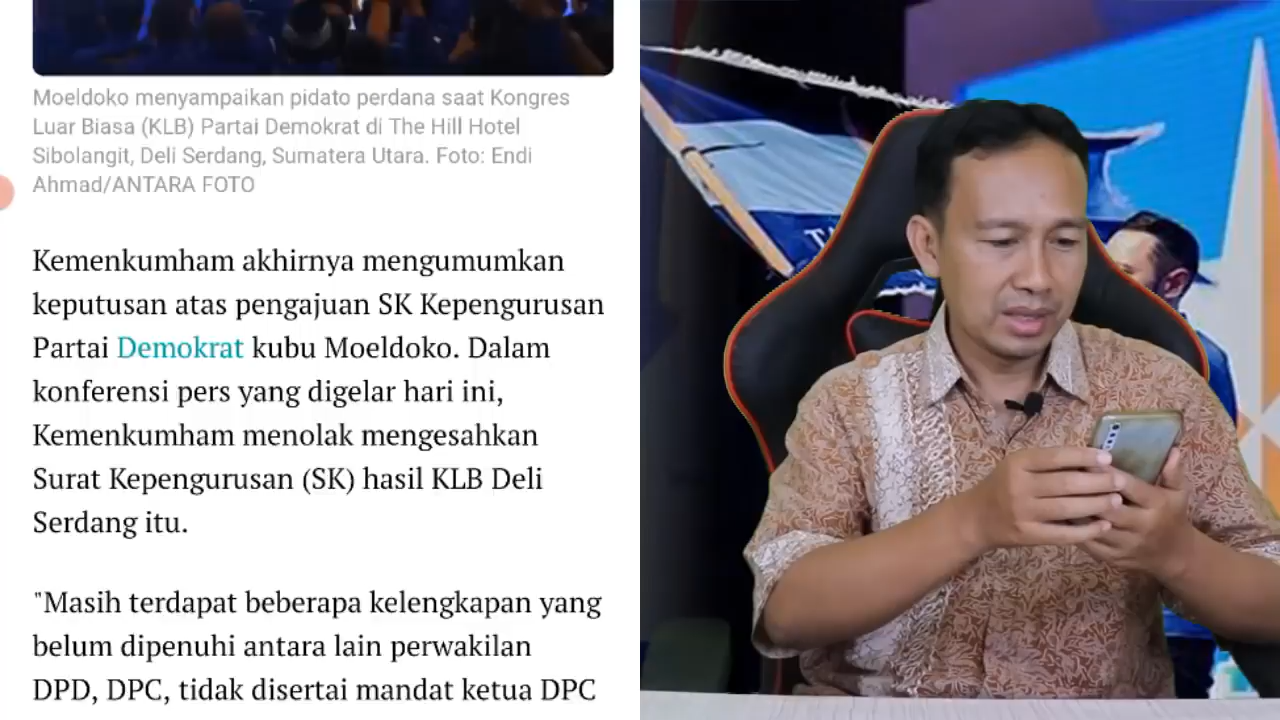 Moeldoko menyampaikan pidato perdana saat Kongres
Luar Biasa (KLB) Partai Demokrat di The Hill Hotel
Sibolangit, Deli Serdang, Sumatera Utara. Foto: Endi
Ahmad/ANTARA FOTO
Kemenkumham akhirnya mengumumkan
keputusan atas pengajuan SK Kepengurusan
Partai Demokrat kubu Moeldoko. Dalam
konferensi pers yang digelar hari ini,
Kemenkumham menolak mengesahkan
Surat Kepengurusan (SK) hasil KLB Deli
Serdang itu.
"Masih terdapat beberapa kelengkapan yang
belum dipenuhi antara lain perwakilan
DPD, DPC, tidak disertai mandat ketua DPC